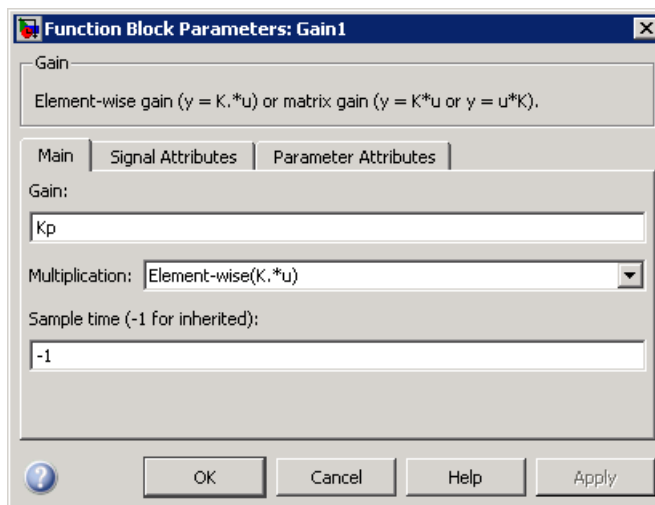 Function Block Parameters: Gain1
Gain
Element-wise gain (y = K.*u) or matrix gain (y = K*u or y = u*K).
Main Signal Attributes Parameter Attributes
Gain:
Kp
Multiplication: Element-wise(K.*u)
Sample time (-1 for inherited):
-1
? OK Cancel Help Apply